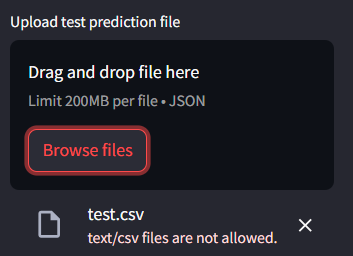 Upload test prediction file
Drag and drop file here
Limit 200MB per file • JSON
Browse files
test.csv
text/csv files are not allowed.